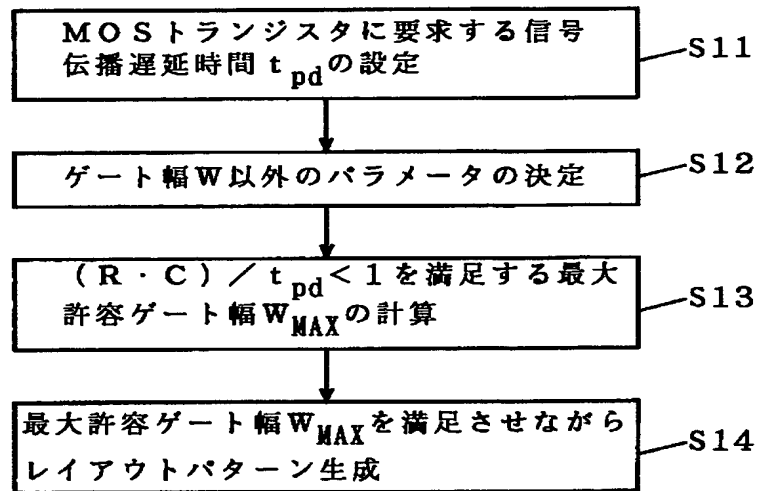 MOSトランジスタに要求する信号
伝播遅延時間tpdの設定
S11
ゲート幅W以外のパラメータの決定
S12
(R・C)/tpd<1を満足する最大
許容ゲート幅WMAXの計算
S13
最大許容ゲート幅WMAXを満足させながら
レイアウトパターン生成
S14